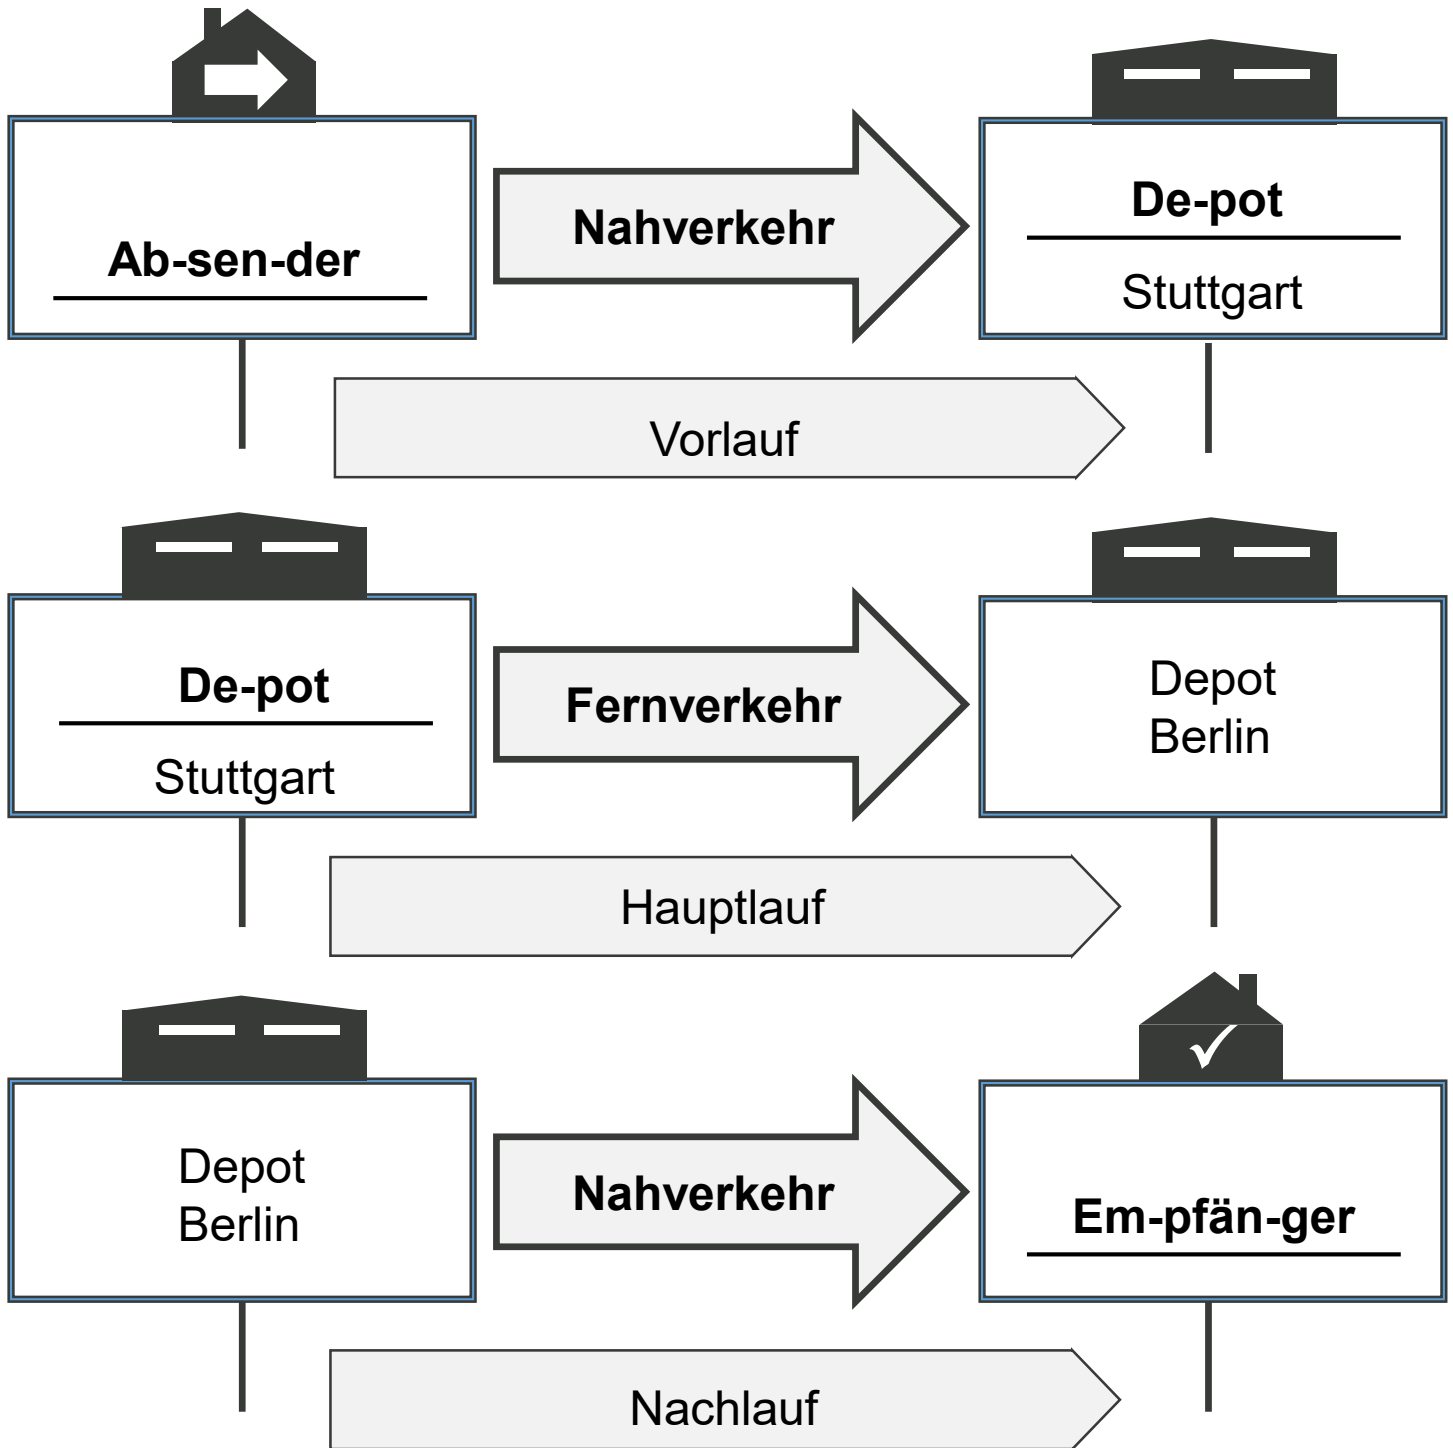 Ab-sen-der
Nahverkehr
De-pot
Stuttgart
Vorlauf
De-pot
Stuttgart
Fernverkehr
Depot
Berlin
Hauptlauf
Depot
Berlin
Nahverkehr
Em-pfän-ger
Nachlauf